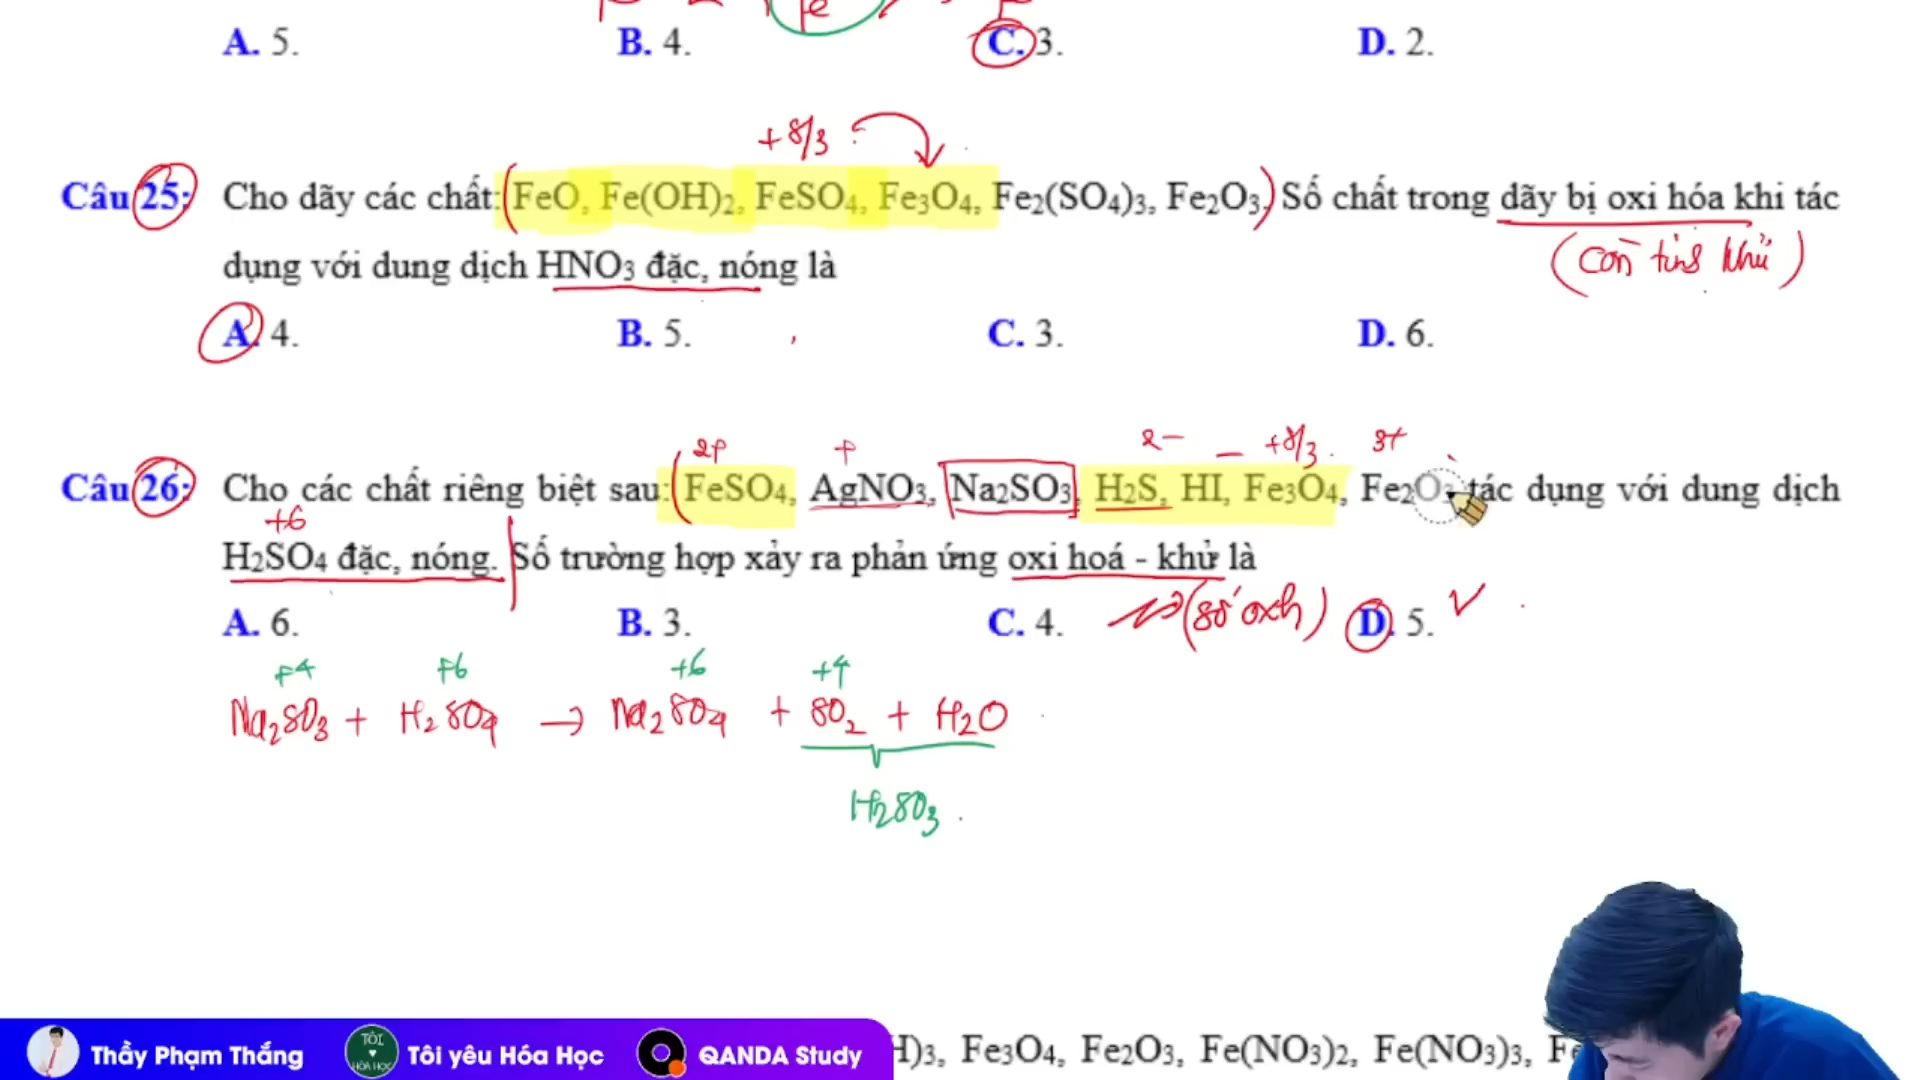 A. 5. B. 4. C. 3. D. 2.
+8/3
Câu 25: Cho dãy các chất: FeO, Fe(OH)2, FeSO4, Fe3O4, Fe2(SO4)3, Fe2O3. Số chất trong dãy bị oxi hóa khi tác
dụng với dung dịch HNO3 đặc, nóng là
(còn tính khử)
A. 4. B. 5. C. 3. D. 6.
2+ + 2- - +8/3 3+
Câu 26: Cho các chất riêng biệt sau: FeSO4, AgNO3, Na2SO3, H2S, HI, Fe3O4, Fe2O3 tác dụng với dung dịch
+6
H2SO4 đặc, nóng. Số trường hợp xảy ra phản ứng oxi hoá - khử là
(số oxh)
A. 6. B. 3. C. 4. D. 5.
+4 +6 +6 +4
Na2SO3 + H2SO4 → Na2SO4 + SO2 + H2O
H2SO3
Thầy Phạm Thắng TÔI YÊU HÓA HỌC Tôi yêu Hóa Học QANDA Study H)3, Fe3O4, Fe2O3, Fe(NO3)2, Fe(NO3)3,